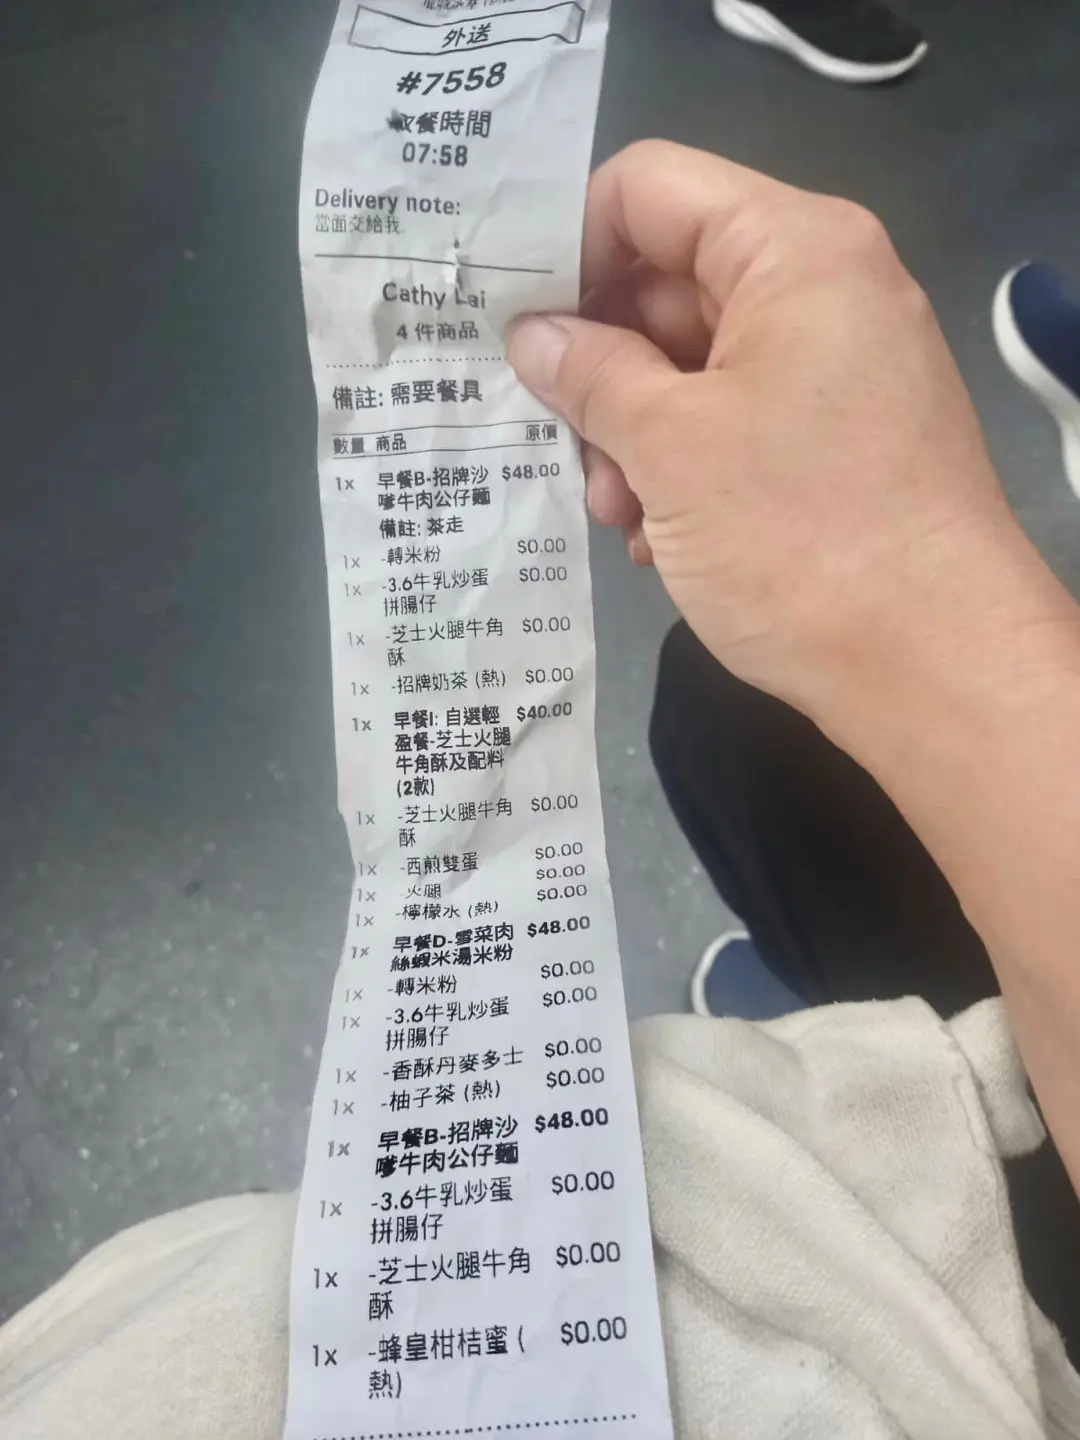 外送
#7558
取餐時間
07:58
Delivery note:
當面交給我.
Cathy Lai
4 件商品
備註: 需要餐具
數量 商品 原價
1x 早餐B-招牌沙 $48.00
嗲牛肉公仔麵
備註: 茶走
1x -轉米粉 $0.00
1x -3.6牛乳炒蛋 $0.00
拼腸仔
1x -芝士火腿牛角 $0.00
酥
1x -招牌奶茶 (熱) $0.00
1x 早餐I: 自選輕 $40.00
盈餐-芝士火腿
牛角酥及配料
(2款)
1x -芝士火腿牛角 $0.00
酥
1x -西煎雙蛋 $0.00
1x -火腿 $0.00
1x -檸檬水 (熱) $0.00
1x 早餐D-雪菜肉 $48.00
絲蝦米湯米粉
1x -轉米粉 $0.00
1x -3.6牛乳炒蛋 $0.00
拼腸仔
1x -香酥丹麥多士 $0.00
1x -柚子茶 (熱) $0.00
1x 早餐B-招牌沙 $48.00
嗲牛肉公仔麵
1x -3.6牛乳炒蛋 $0.00
拼腸仔
1x -芝士火腿牛角 $0.00
酥
1x -蜂皇柑桔蜜 ( $0.00
熱)